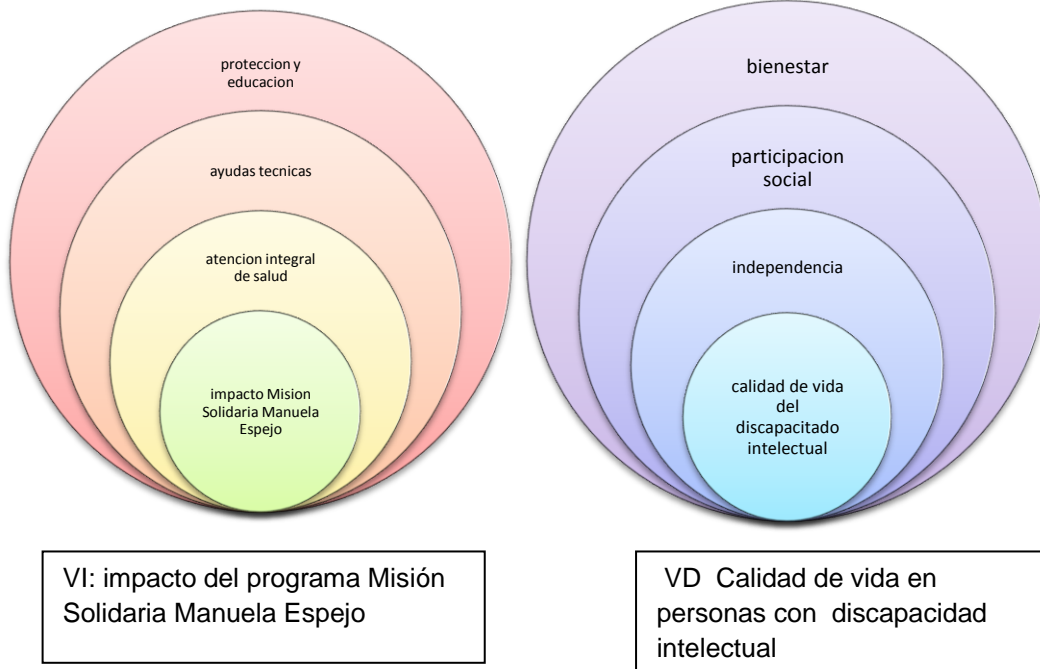 proteccion y
educacion
ayudas tecnicas
atencion integral
de salud
impacto Mision
Solidaria Manuela
Espejo
bienestar
participacion
social
independencia
calidad de vida
del
discapacitado
intelectual
VI: impacto del programa Misión
Solidaria Manuela Espejo
VD Calidad de vida en
personas con discapacidad
intelectual